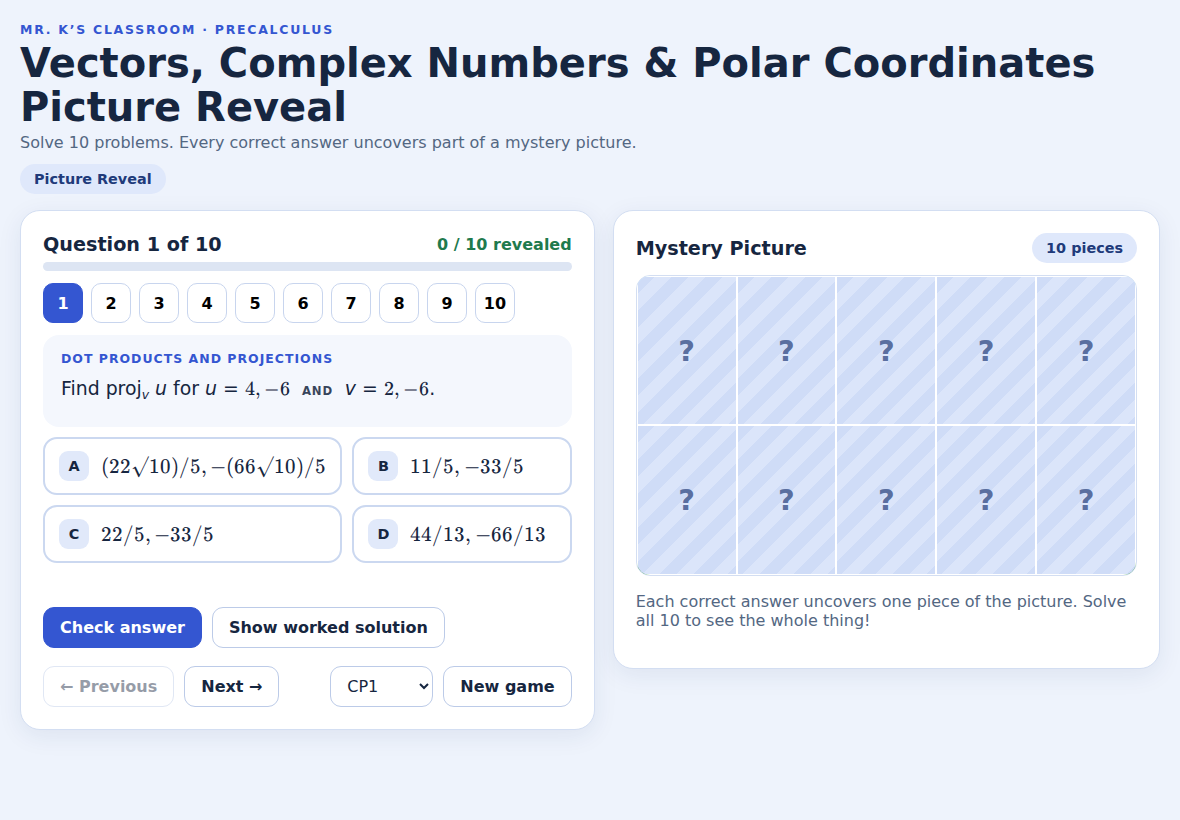 MR. K'S CLASSROOM · PRECALCULUS
Vectors, Complex Numbers & Polar Coordinates
Picture Reveal
Solve 10 problems. Every correct answer uncovers part of a mystery picture.
Picture Reveal
Question 1 of 10
0 / 10 revealed
1 2 3 4 5 6 7 8 9 10
DOT PRODUCTS AND PROJECTIONS
Find proj_v u for u = 4, −6 AND v = 2, −6.
A (22√10)/5, −(66√10)/5
B 11/5, −33/5
C 22/5, −33/5
D 44/13, −66/13
Check answer
Show worked solution
← Previous
Next →
CP1
New game
Mystery Picture
10 pieces
? ? ? ? ?
? ? ? ? ?
Each correct answer uncovers one piece of the picture. Solve
all 10 to see the whole thing!